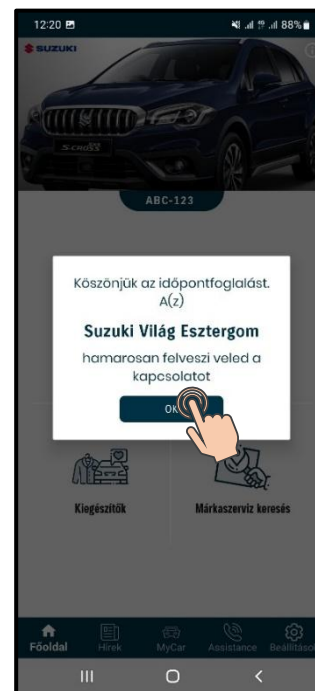 12:20
88%
SUZUKI
S-CROSS
ABC-123
Köszönjük az időpontfoglalást.
A(z)
Suzuki Világ Esztergom
hamarosan felveszi veled a
kapcsolatot
OK
Kiegészítők
Márkaszerviz keresés
Főoldal
Hírek
MyCar
Assistance
Beállítások